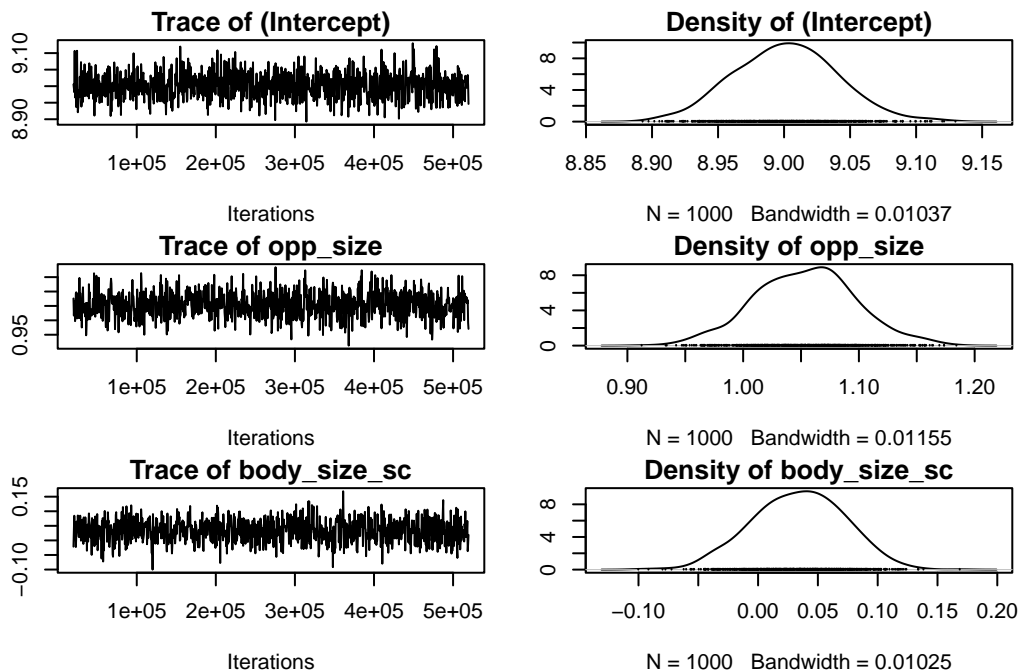 Trace of (Intercept)
8.90 9.10
1e+05 2e+05 3e+05 4e+05 5e+05
Iterations
Density of (Intercept)
0 4 8
8.85 8.90 8.95 9.00 9.05 9.10 9.15
N = 1000 Bandwidth = 0.01037
Trace of opp_size
0.95
1e+05 2e+05 3e+05 4e+05 5e+05
Iterations
Density of opp_size
0 4 8
0.90 1.00 1.10 1.20
N = 1000 Bandwidth = 0.01155
Trace of body_size_sc
−0.10 0.15
1e+05 2e+05 3e+05 4e+05 5e+05
Iterations
Density of body_size_sc
0 4 8
−0.10 0.00 0.05 0.10 0.15 0.20
N = 1000 Bandwidth = 0.01025